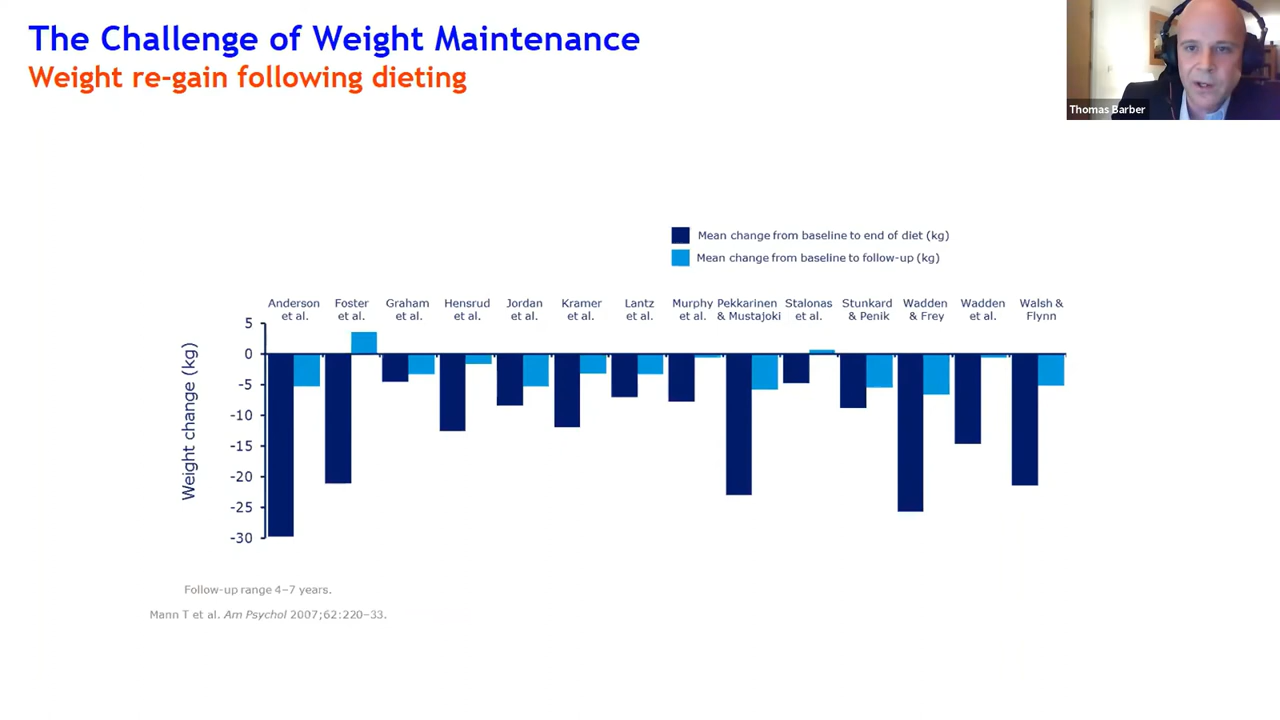 The Challenge of Weight Maintenance
Weight re-gain following dieting
Thomas Barber
Mean change from baseline to end of diet (kg)
Mean change from baseline to follow-up (kg)
Anderson et al.
Foster et al.
Graham et al.
Hensrud et al.
Jordan et al.
Kramer et al.
Lantz et al.
Murphy et al.
Pekkarinen & Mustajoki
Stalonas et al.
Stunkard & Penik
Wadden & Frey
Wadden et al.
Walsh & Flynn
Weight change (kg)
5
0
-5
-10
-15
-20
-25
-30
Follow-up range 4–7 years.
Mann T et al. Am Psychol 2007;62:220–33.